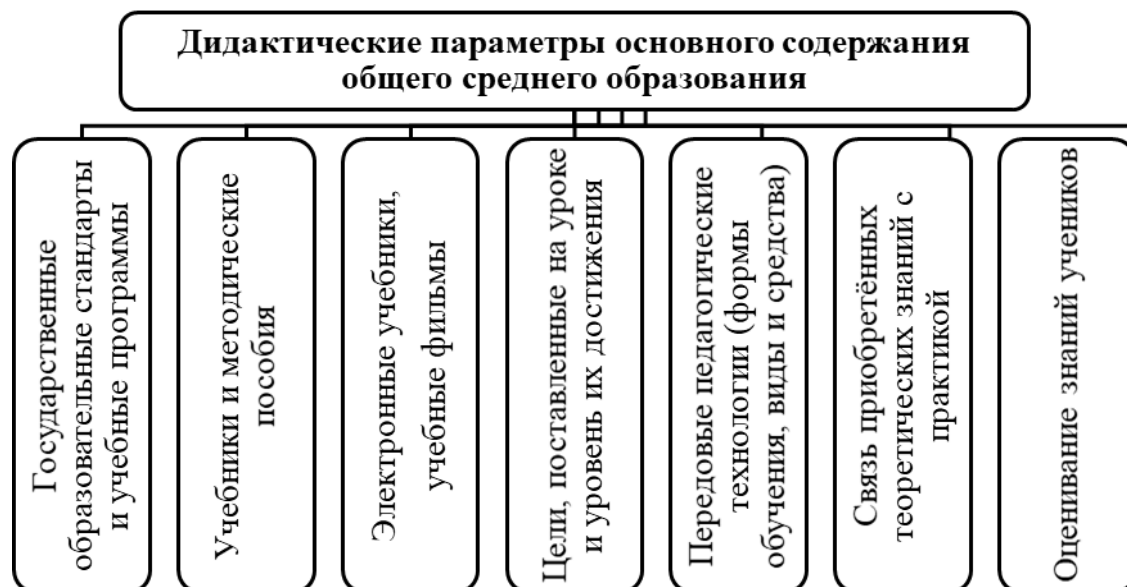 Дидактические параметры основного содержания
общего среднего образования
Государственные
образовательные стандарты
и учебные программы
Учебники и методические
пособия
Электронные учебники,
учебные фильмы
Цели, поставленные на уроке
и уровень их достижения
Передовые педагогические
технологии (формы
обучения, виды и средства)
Связь приобретённых
теоретических знаний с
практикой
Оценивание знаний учеников